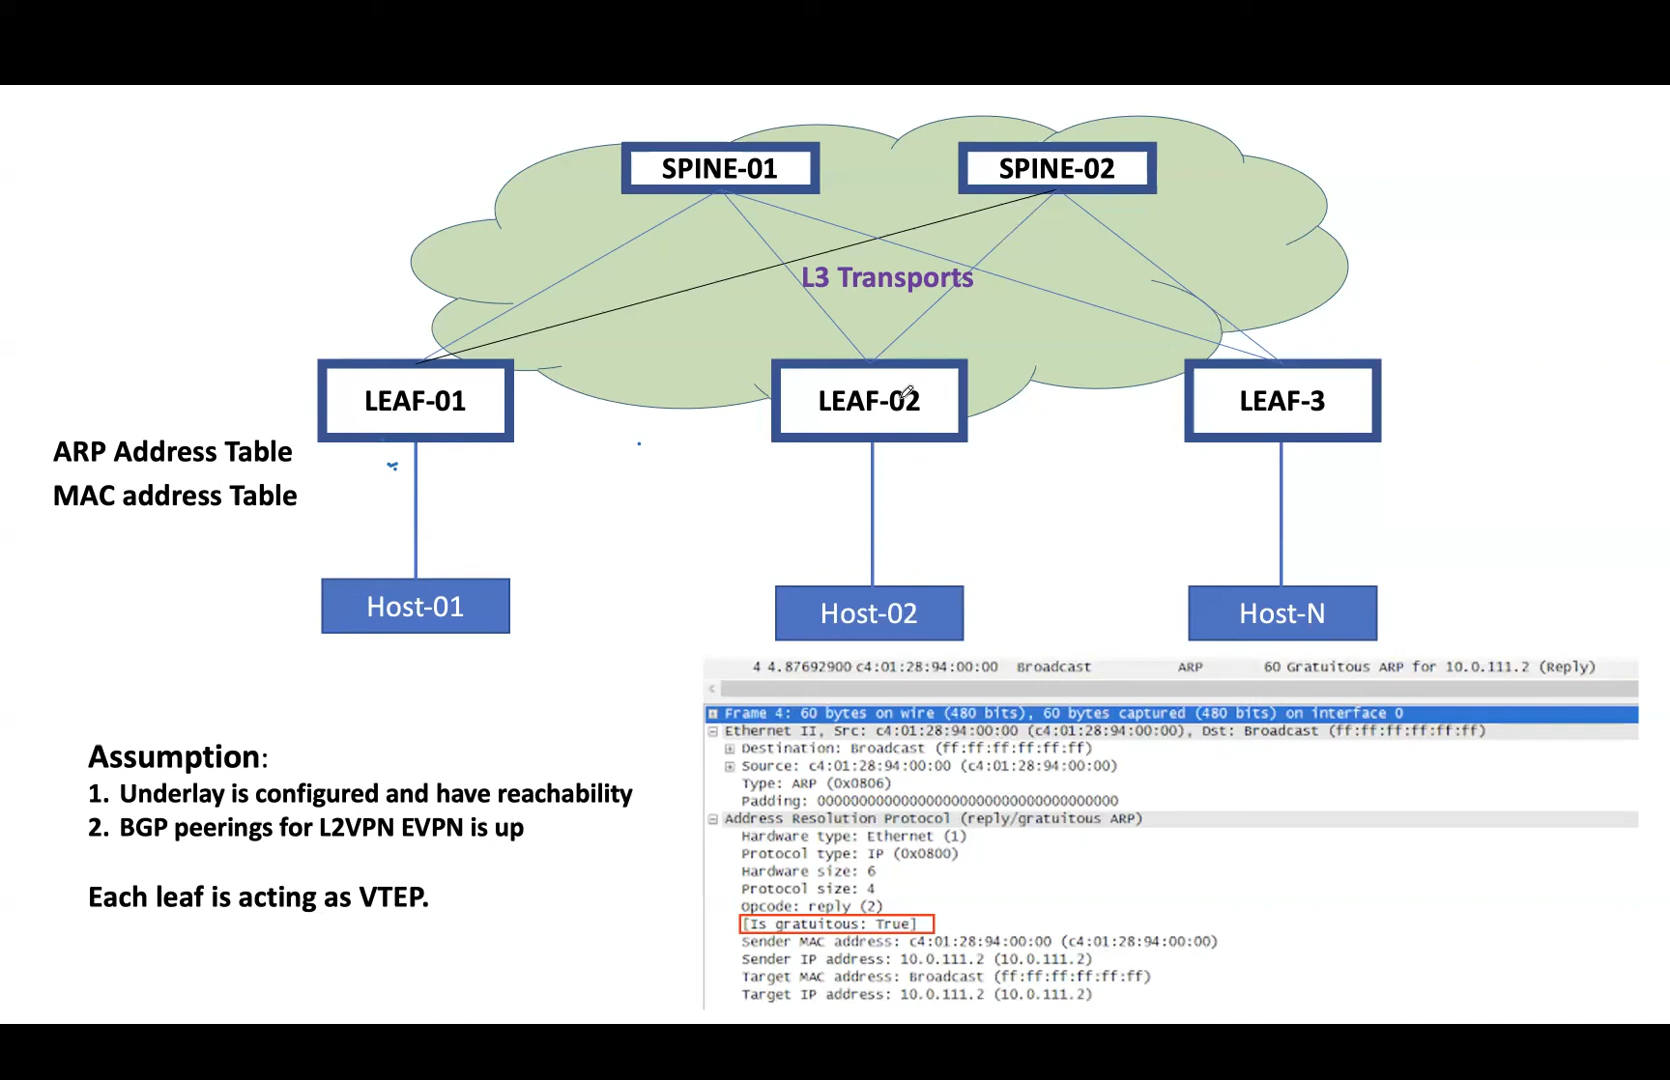 SPINE-01
SPINE-02
L3 Transports
LEAF-01
LEAF-02
LEAF-3
ARP Address Table
MAC address Table
Host-01
Host-02
Host-N
4 4.87692900 c4:01:28:94:00:00 Broadcast ARP 60 Gratuitous ARP for 10.0.111.2 (Reply)
Frame 4: 60 bytes on wire (480 bits), 60 bytes captured (480 bits) on interface 0
Ethernet II, Src: c4:01:28:94:00:00 (c4:01:28:94:00:00), Dst: Broadcast (ff:ff:ff:ff:ff:ff)
Destination: Broadcast (ff:ff:ff:ff:ff:ff)
Source: c4:01:28:94:00:00 (c4:01:28:94:00:00)
Type: ARP (0x0806)
Padding: 000000000000000000000000000000000000
Address Resolution Protocol (reply/gratuitous ARP)
Hardware type: Ethernet (1)
Protocol type: IP (0x0800)
Hardware size: 6
Protocol size: 4
Opcode: reply (2)
[Is gratuitous: True]
Sender MAC address: c4:01:28:94:00:00 (c4:01:28:94:00:00)
Sender IP address: 10.0.111.2 (10.0.111.2)
Target MAC address: Broadcast (ff:ff:ff:ff:ff:ff)
Target IP address: 10.0.111.2 (10.0.111.2)
Assumption:
1. Underlay is configured and have reachability
2. BGP peerings for L2VPN EVPN is up
Each leaf is acting as VTEP.